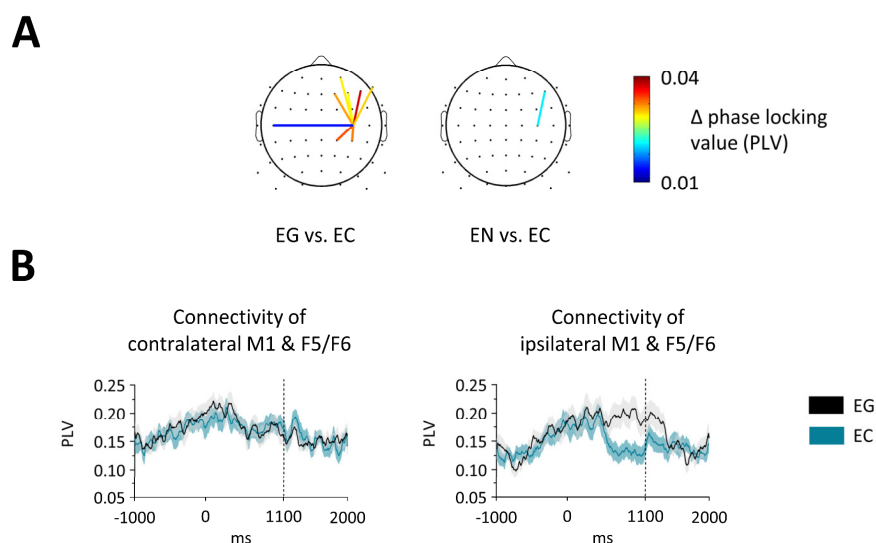 A
0.04
Δ phase locking
value (PLV)
0.01
EG vs. EC
EN vs. EC
B
Connectivity of
contralateral M1 & F5/F6
Connectivity of
ipsilateral M1 & F5/F6
0.25
0.20
0.15
0.10
0.05
PLV
-1000
0
1100
2000
ms
0.25
0.20
0.15
0.10
0.05
PLV
-1000
0
1100
2000
ms
EG
EC